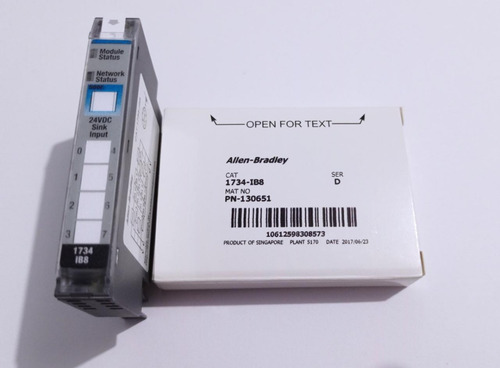 Module
Status
Network
Status
24VDC
Sink
Input
0 4
1 5
2 6
3 7
1734
IB8
OPEN FOR TEXT
Allen-Bradley
CAT SER
1734-IB8 D
MAT NO
PN-130651
10612598308573
PRODUCT OF SINGAPORE PLANT 5170 DATE 2017/06/23